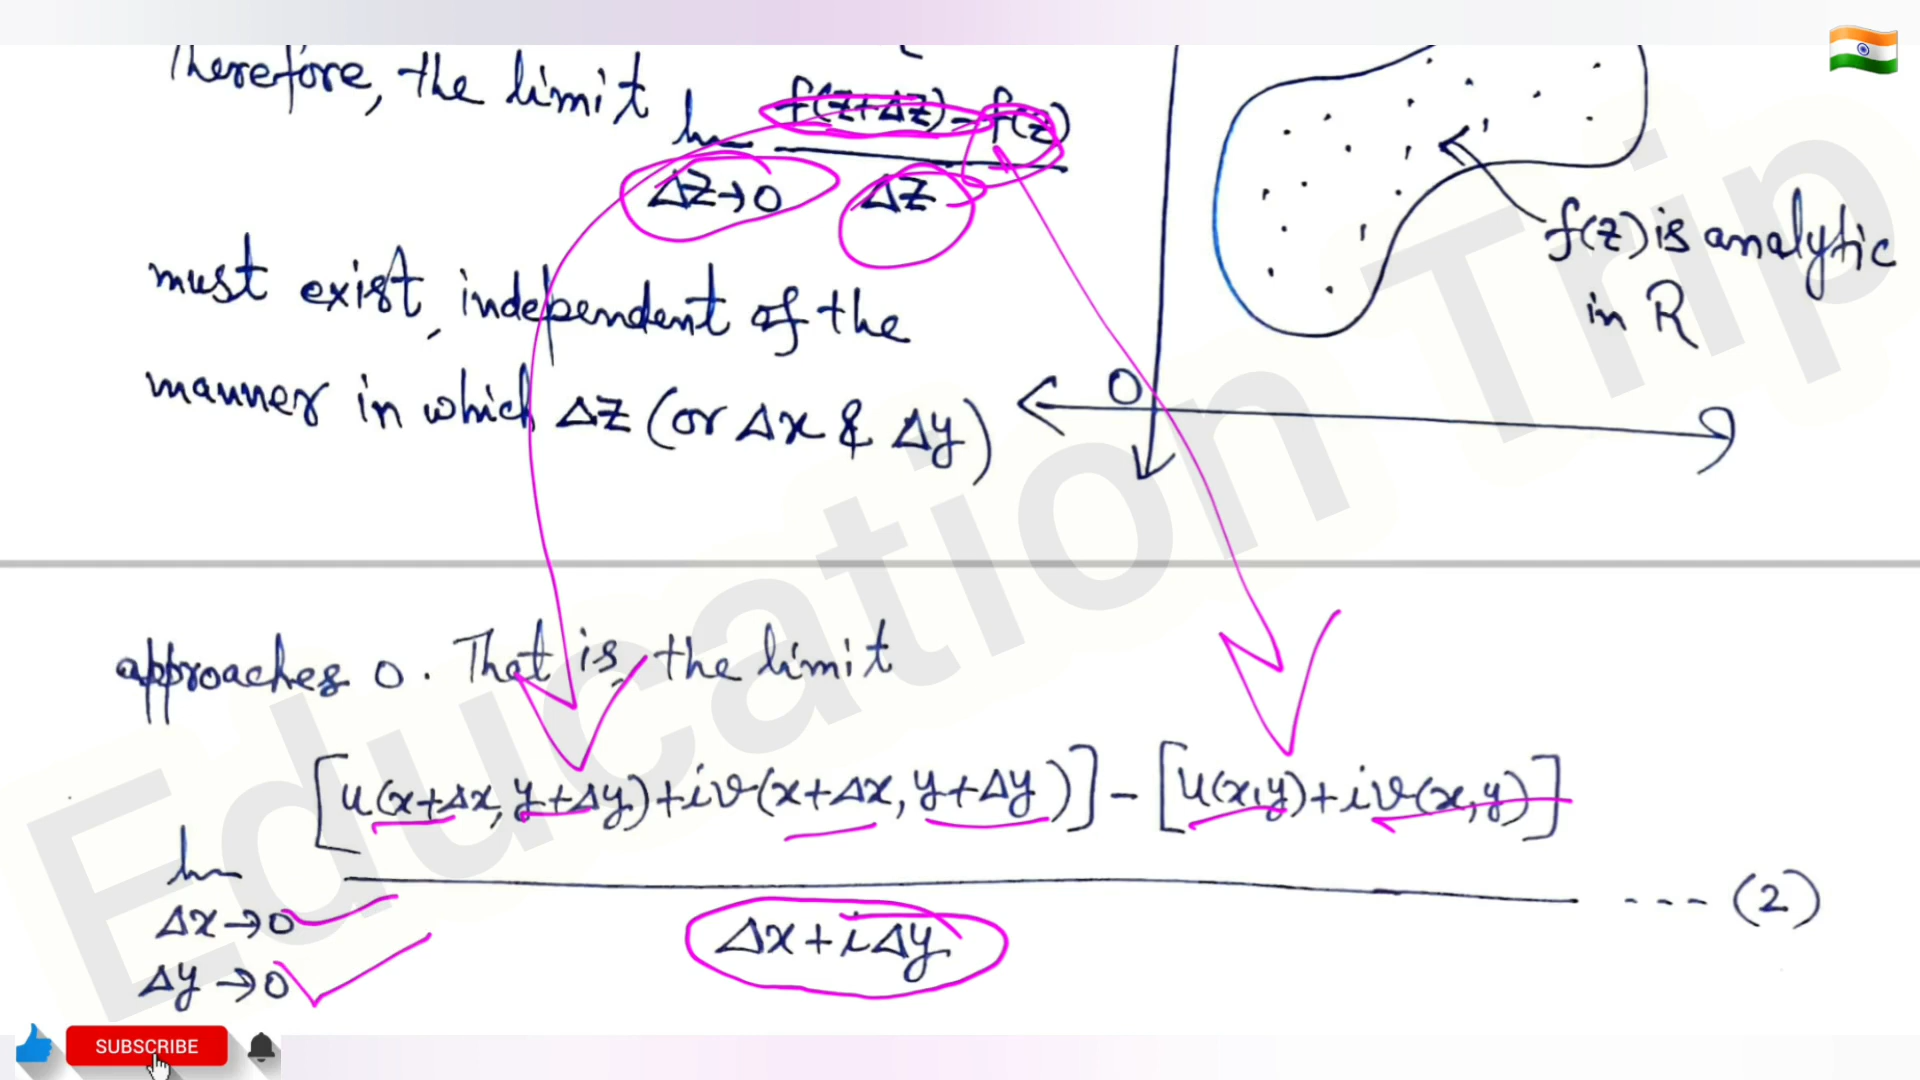 Therefore, the limit lim f(z+Δz) - f(z)
Δz→0 Δz
must exist, independent of the
manner in which Δz (or Δx & Δy)
O
f(z) is analytic
in R
approaches 0. That is, the limit
[u(x+Δx, y+Δy)+iv(x+Δx, y+Δy)] - [u(x,y)+iv(x,y)]
lim
Δx→0
Δy→0
Δx+iΔy
---- (2)
Education Trip
SUBSCRIBE